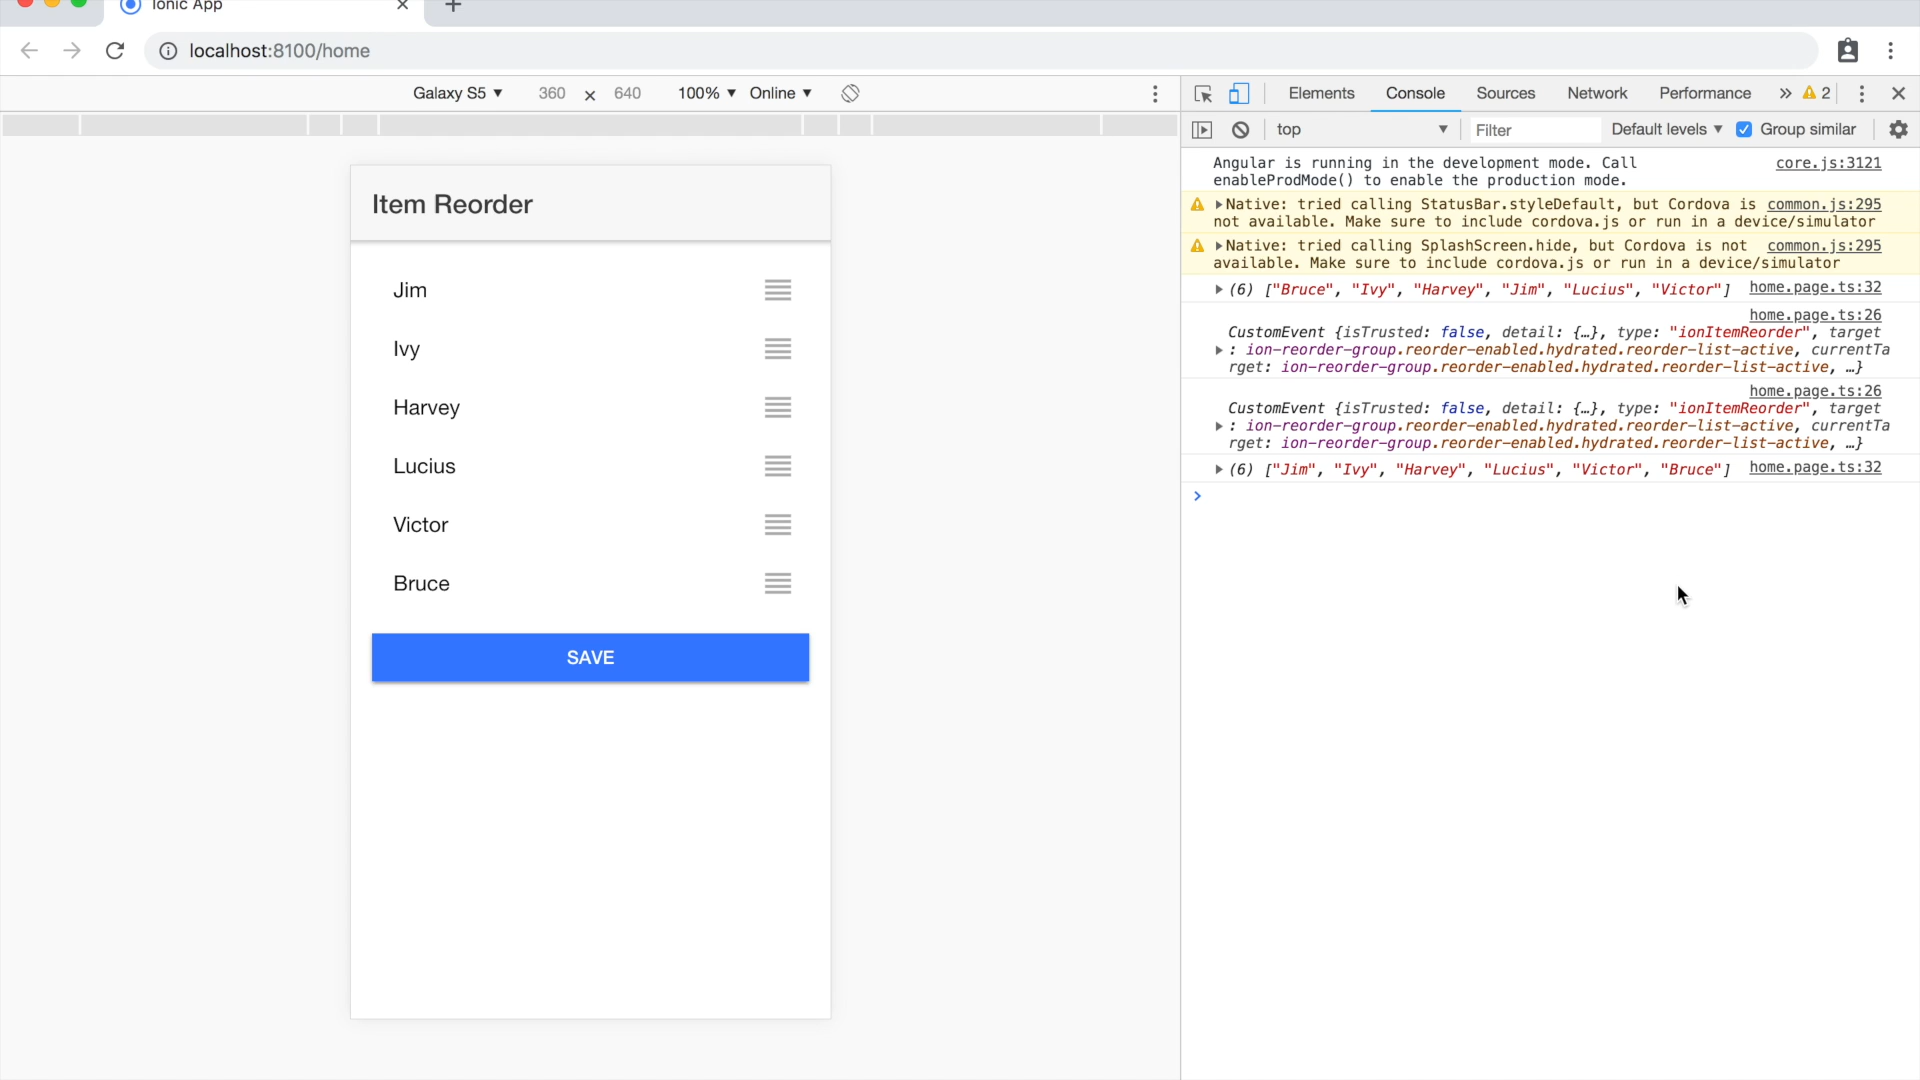 Ionic App
localhost:8100/home
Galaxy S5 ▼ 360 × 640 100% ▼ Online ▼
Elements Console Sources Network Performance » 2
top ▼ Filter Default levels ▼ Group similar
Item Reorder
Jim
Ivy
Harvey
Lucius
Victor
Bruce
SAVE
Angular is running in the development mode. Call core.js:3121
enableProdMode() to enable the production mode.
▶Native: tried calling StatusBar.styleDefault, but Cordova is common.js:295
not available. Make sure to include cordova.js or run in a device/simulator
▶Native: tried calling SplashScreen.hide, but Cordova is not common.js:295
available. Make sure to include cordova.js or run in a device/simulator
▶(6) ["Bruce", "Ivy", "Harvey", "Jim", "Lucius", "Victor"] home.page.ts:32
home.page.ts:26
CustomEvent {isTrusted: false, detail: {…}, type: "ionItemReorder", target
▶: ion-reorder-group.reorder-enabled.hydrated.reorder-list-active, currentTa
rget: ion-reorder-group.reorder-enabled.hydrated.reorder-list-active, …}
home.page.ts:26
CustomEvent {isTrusted: false, detail: {…}, type: "ionItemReorder", target
▶: ion-reorder-group.reorder-enabled.hydrated.reorder-list-active, currentTa
rget: ion-reorder-group.reorder-enabled.hydrated.reorder-list-active, …}
▶(6) ["Jim", "Ivy", "Harvey", "Lucius", "Victor", "Bruce"] home.page.ts:32